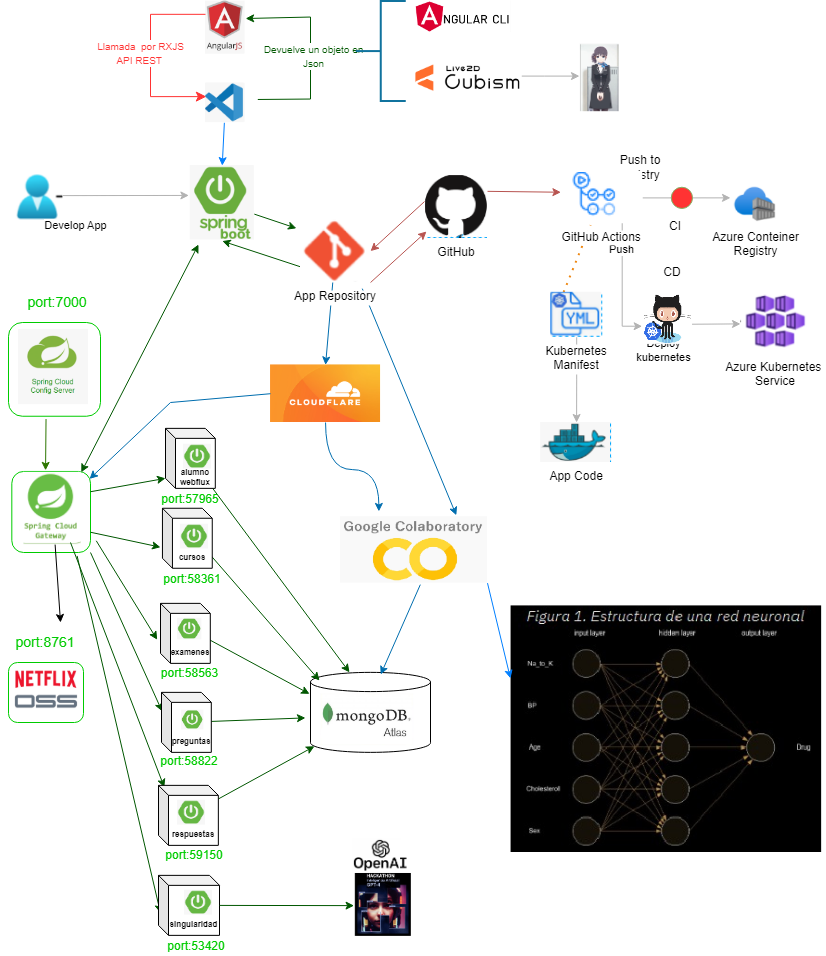 ANGULAR CLI
AngularJS
Llamada por RXJS
API REST
Devuelve un objeto en
Json
Live2D
Cubism
Develop App
spring
boot
App Repository
GitHub
Push to
GitHub Actions
Push
CI
Azure Conteiner
Registry
CD
Kubernetes
Manifest
YML
Deploy
kubernetes
Azure Kubernetes
Service
App Code
port:7000
Spring Cloud
Config Server
CLOUDFLARE
Spring Cloud
Gateway
port:8761
NETFLIX
OSS
alumno
webflux
port:57965
cursos
port:58361
examenes
port:58563
preguntas
port:58822
respuestas
port:59150
singularidad
port:53420
Google Colaboratory
mongoDB.
Atlas
OpenAI
HACKATHON
GPT-4
Figura 1. Estructura de una red neuronal
input layer
hidden layer
output layer
Na_to_K
BP
Age
Cholesteroll
Sex
Drug